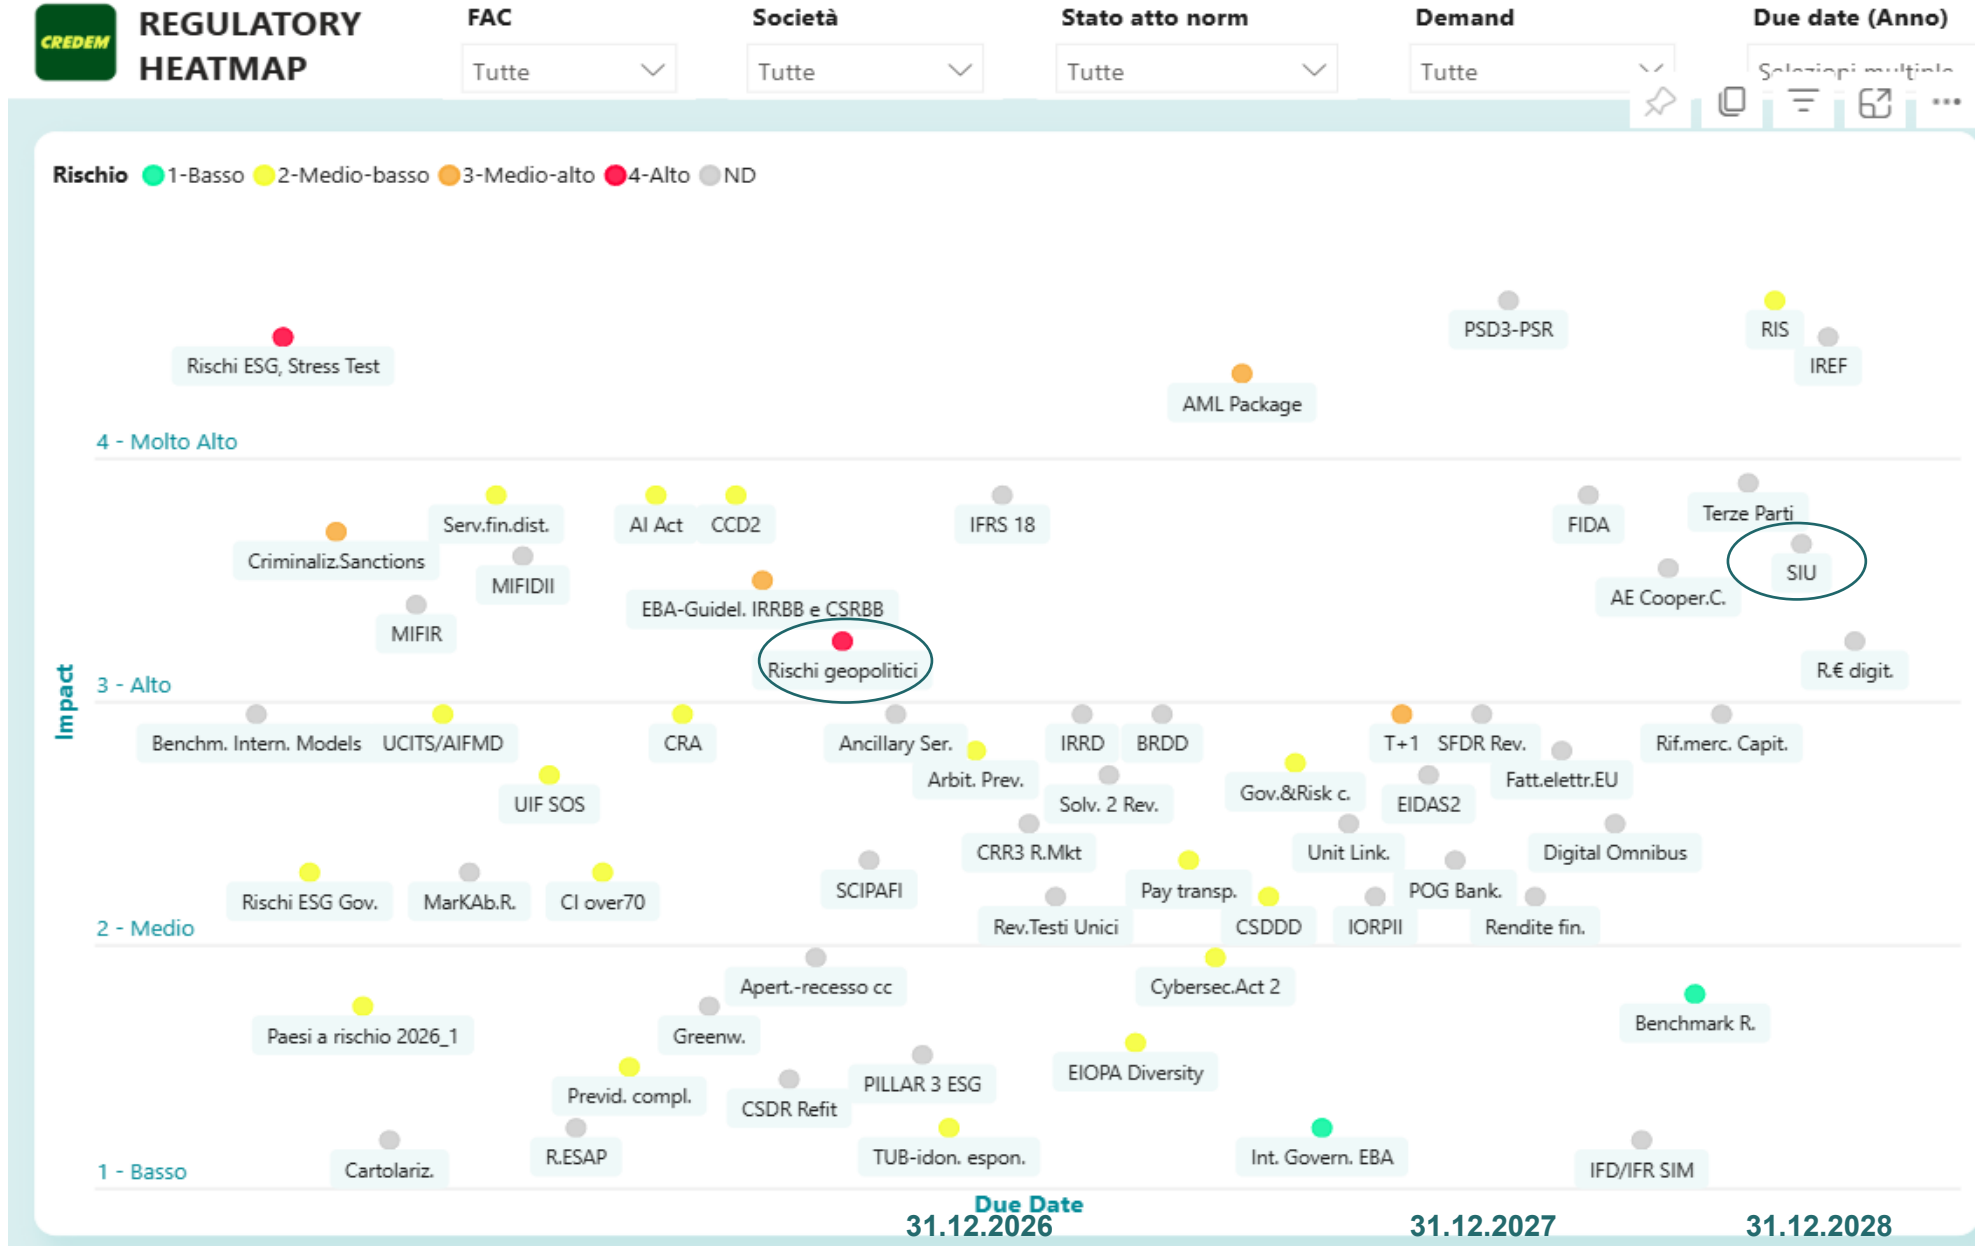 CREDEM
REGULATORY
HEATMAP
FAC
Società
Stato atto norm
Demand
Due date (Anno)
Tutte
Tutte
Tutte
Tutte
Selezioni multiple
Rischio 1-Basso 2-Medio-basso 3-Medio-alto 4-Alto ND
PSD3-PSR
RIS
Rischi ESG, Stress Test
IREF
AML Package
4 - Molto Alto
Terze Parti
Serv.fin.dist.
AI Act
CCD2
IFRS 18
FIDA
Criminaliz.Sanctions
SIU
MIFIDII
AE Cooper.C.
EBA-Guidel. IRRBB e CSRBB
MIFIR
Rischi geopolitici
R.€ digit.
3 - Alto
Impact
Benchm. Intern. Models
UCITS/AIFMD
CRA
Ancillary Ser.
IRRD
BRDD
T+1
SFDR Rev.
Rif.merc. Capit.
Arbit. Prev.
Fatt.elettr.EU
Gov.&Risk c.
UIF SOS
Solv. 2 Rev.
EIDAS2
CRR3 R.Mkt
Unit Link.
Digital Omnibus
SCIPAFI
Pay transp.
POG Bank.
Rischi ESG Gov.
MarKAb.R.
CI over70
Rev.Testi Unici
CSDDD
IORPII
Rendite fin.
2 - Medio
Apert.-recesso cc
Cybersec.Act 2
Benchmark R.
Paesi a rischio 2026_1
Greenw.
EIOPA Diversity
PILLAR 3 ESG
Previd. compl.
CSDR Refit
R.ESAP
TUB-idon. espon.
Int. Govern. EBA
Cartolariz.
IFD/IFR SIM
1 - Basso
Due Date
31.12.2026
31.12.2027
31.12.2028